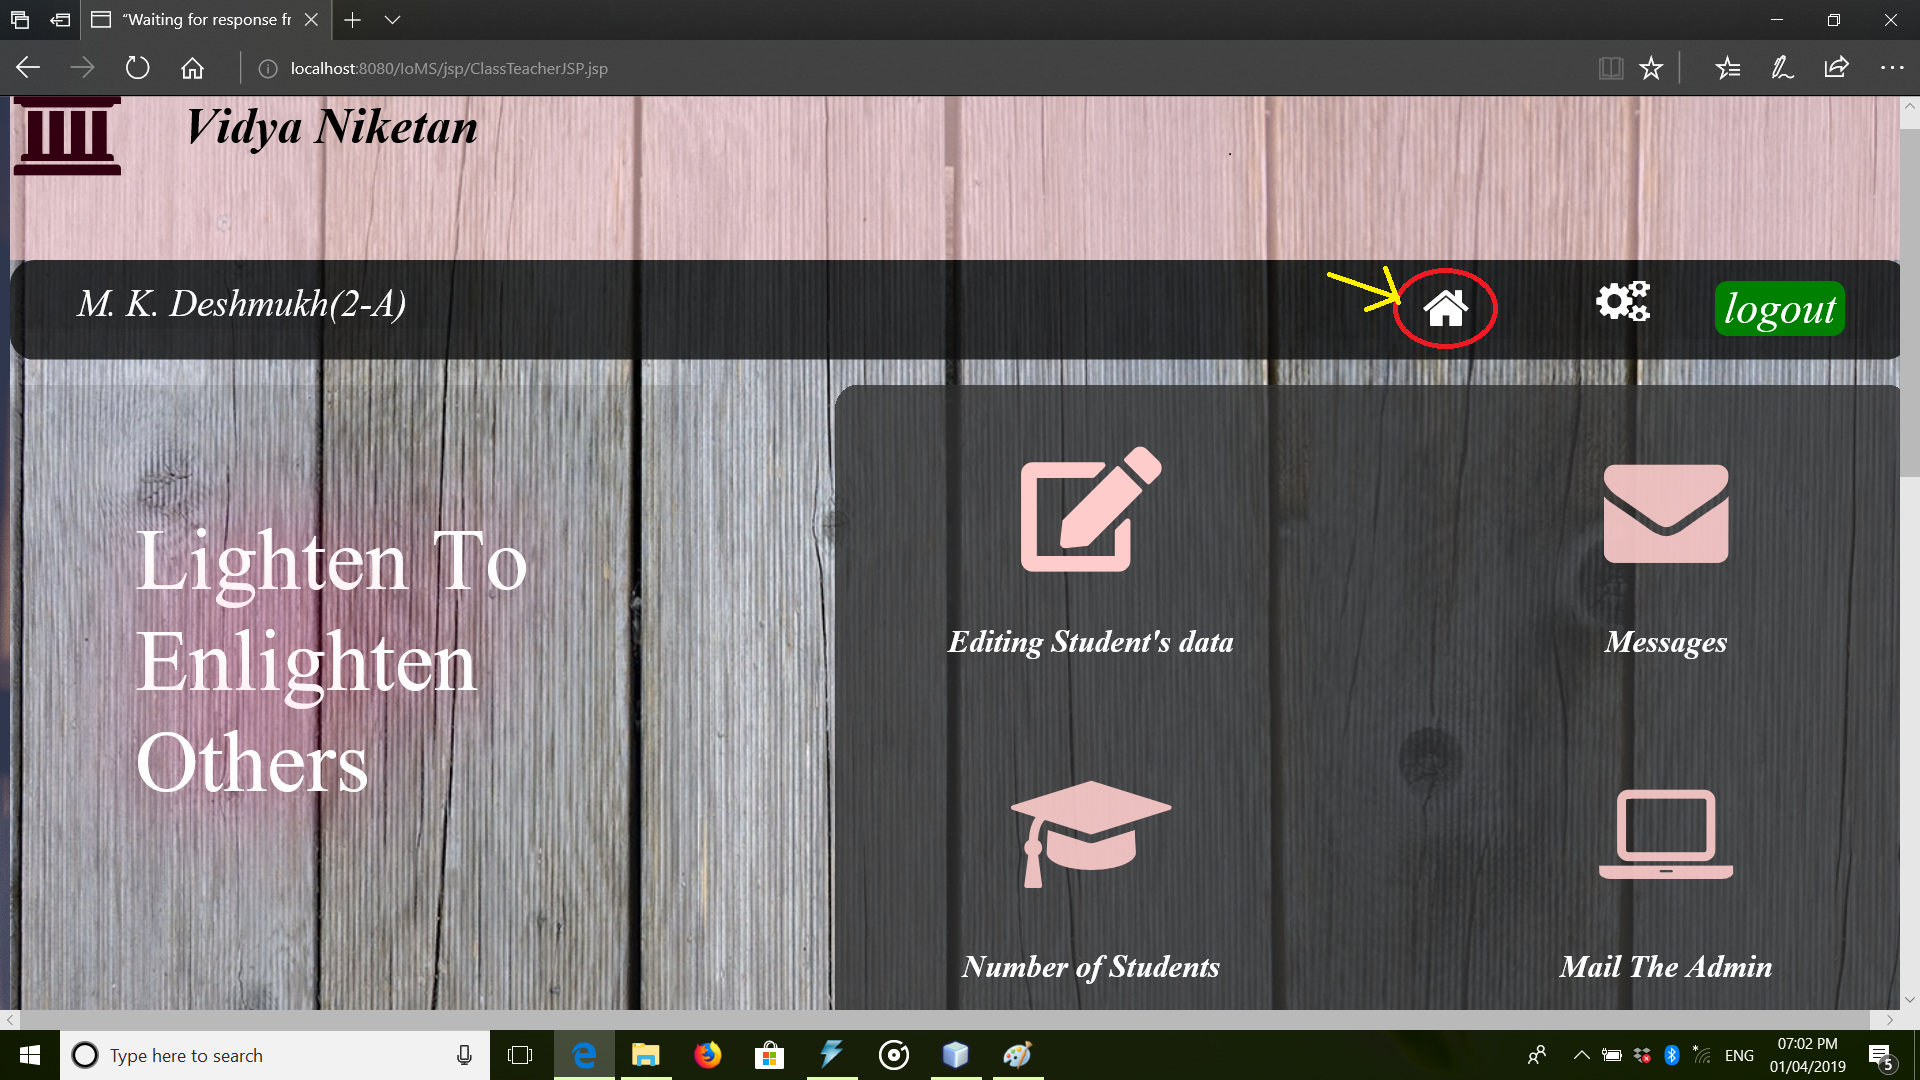 “Waiting for response fr
localhost:8080/IoMS/jsp/ClassTeacherJSP.jsp
Vidya Niketan
M. K. Deshmukh(2-A)
logout
Lighten To
Enlighten
Others
Editing Student's data
Messages
Number of Students
Mail The Admin
Type here to search
ENG
07:02 PM
01/04/2019
5